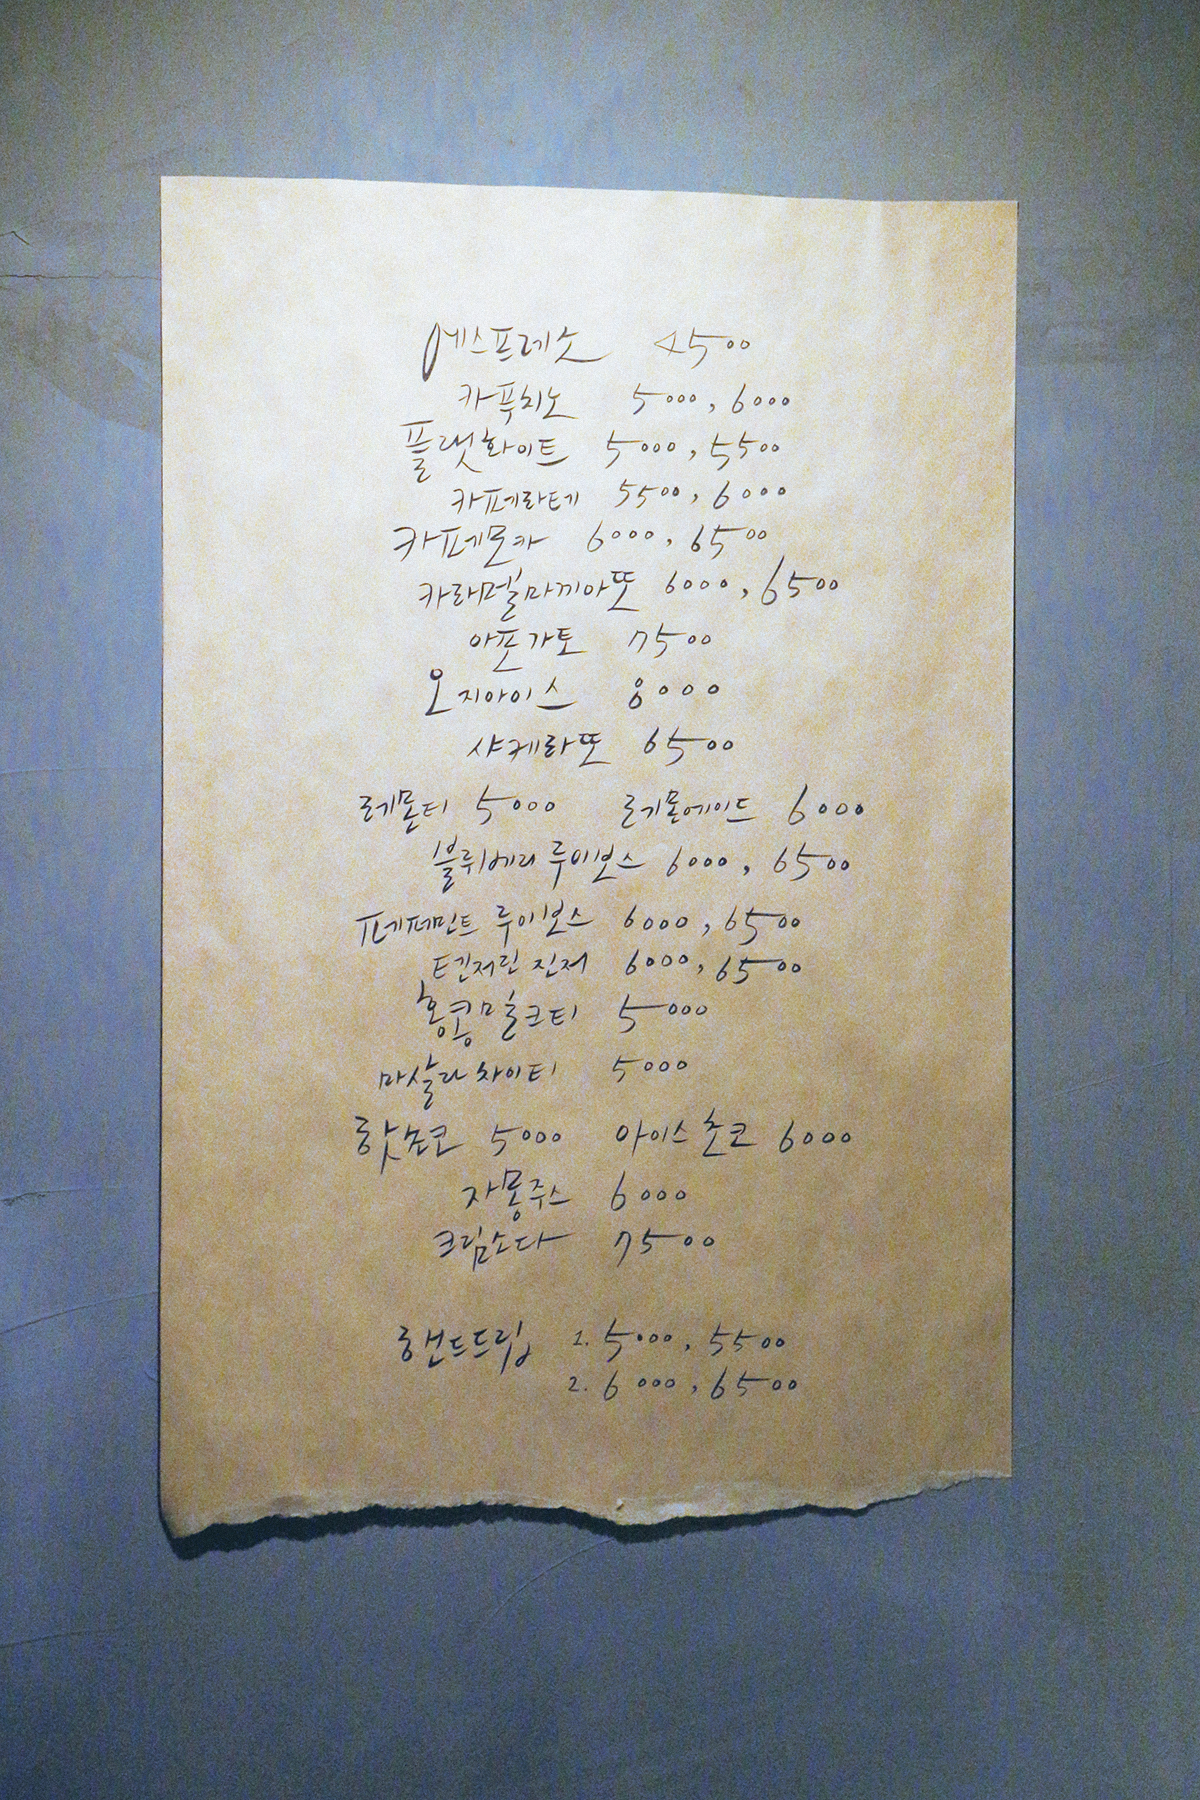 에스프레소 4500
카푸치노 5000, 6000
플랫화이트 5000, 5500
카페라테 5500, 6000
카페모카 6000, 6500
카라멜마끼아또 6000, 6500
아포가토 7500
오지아이스 8000
샤케라또 6500
레몬티 5000 레몬에이드 6000
블루베리 루이보스 6000, 6500
페퍼민트 루이보스 6000, 6500
텐저린 진저 6000, 6500
홍콩밀크티 5000
마살라 차이티 5000
핫쵸코 5000 아이스쵸코 6000
자몽주스 6000
크림소다 7500
핸드드립 1. 5000, 5500
2. 6000, 6500